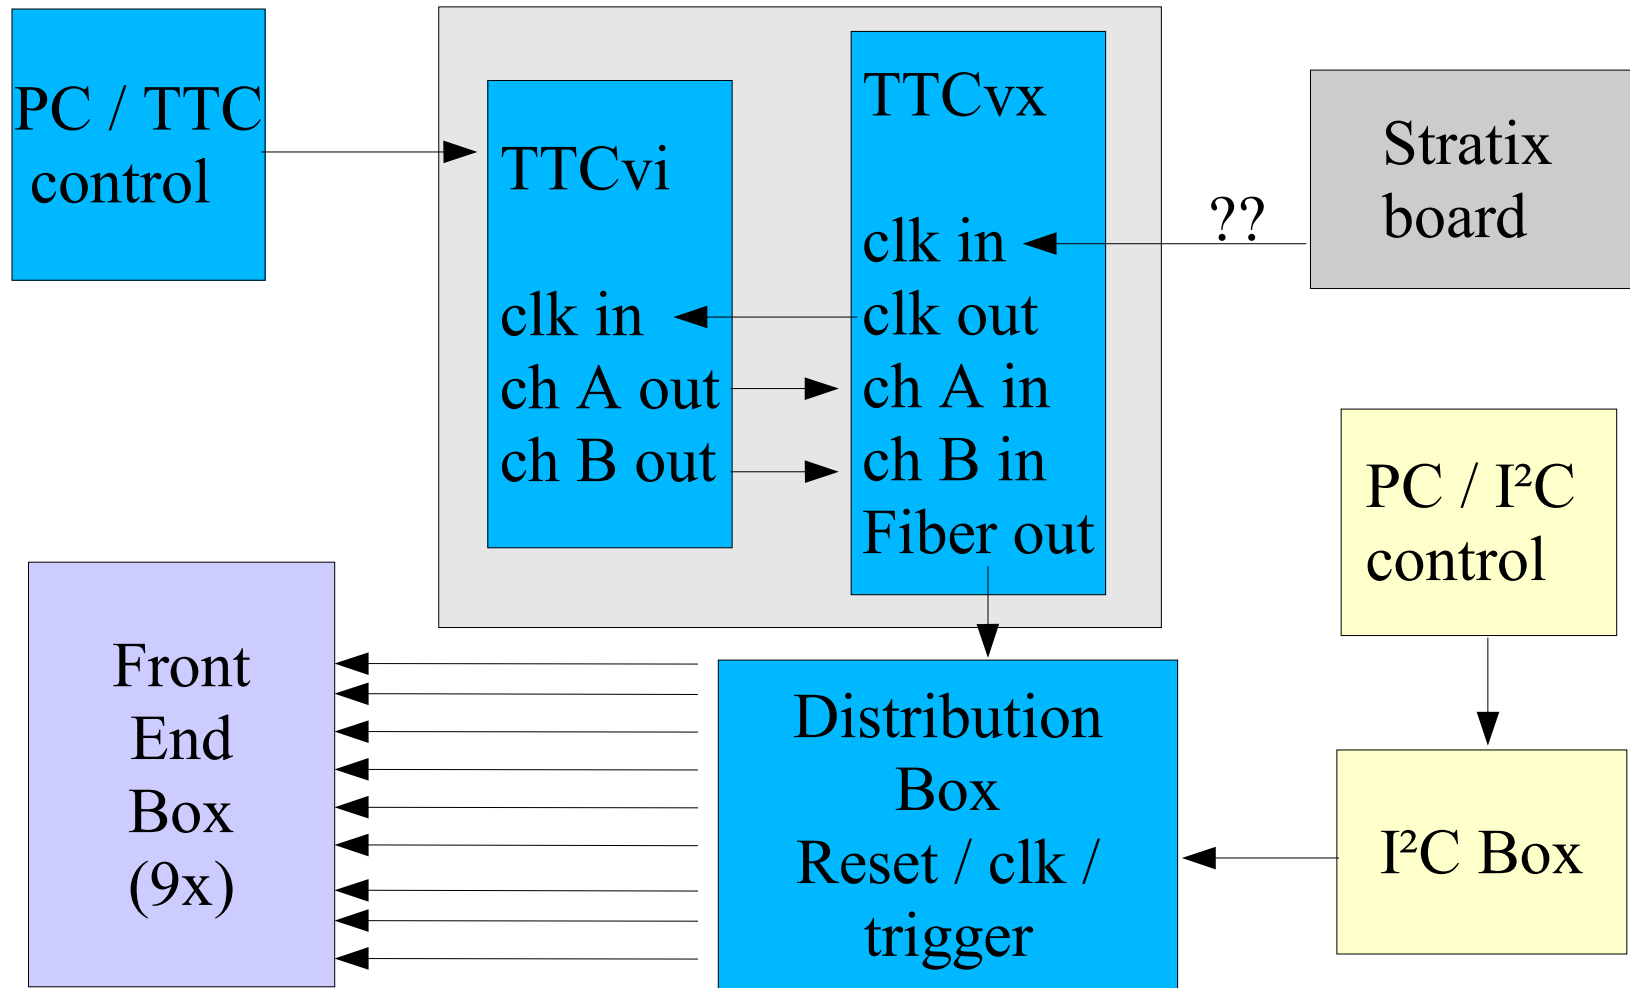 PC / TTC
control
TTCvi
clk in
ch A out
ch B out
TTCvx
clk in
clk out
ch A in
ch B in
Fiber out
??
Stratix
board
PC / I²C
control
I²C Box
Distribution
Box
Reset / clk /
trigger
Front
End
Box
(9x)